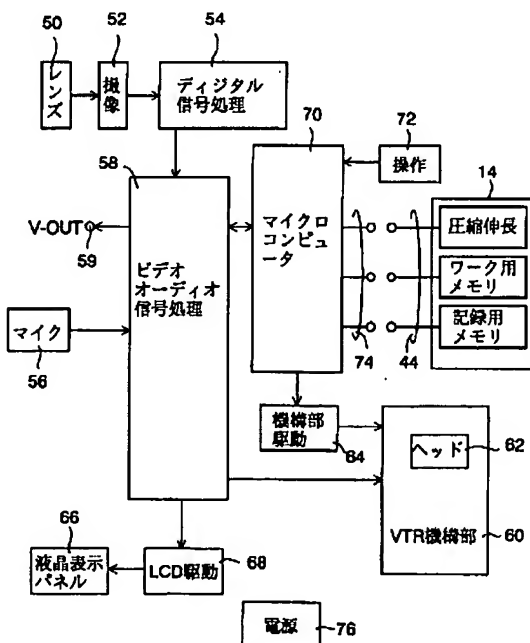 50
52
54
レンズ
撮像
ディジタル
信号処理
70
72
操作
58
14
V-OUT
59
ビデオ
オーディオ
信号処理
マイクロ
コンピュータ
圧縮伸長
ワーク用
メモリ
記録用
メモリ
74
44
マイク
56
機構部
駆動
64
ヘッド
62
VTR機構部
60
66
液晶表示
パネル
LCD駆動
68
電源
76